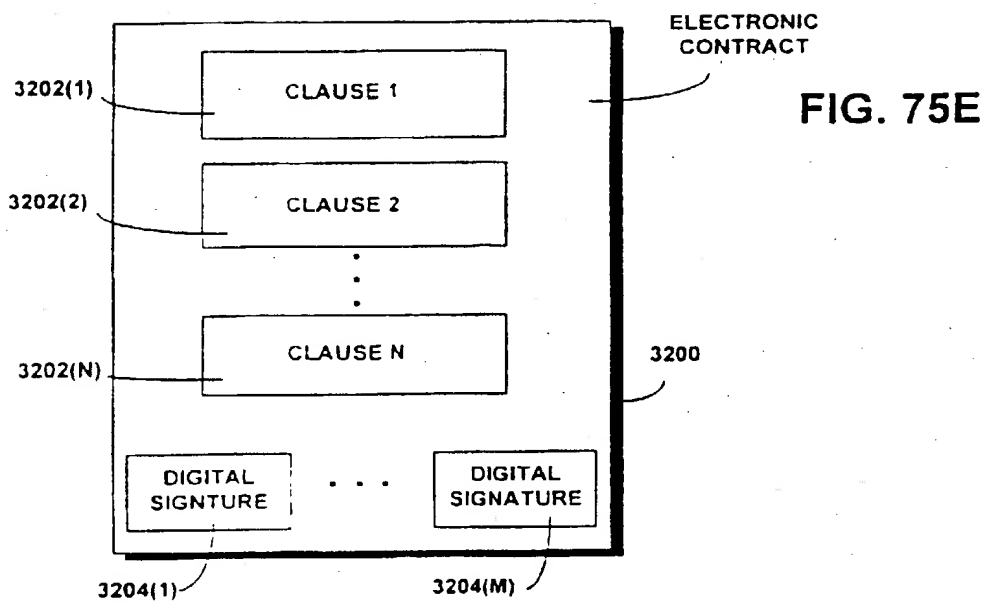 ELECTRONIC
CONTRACT
FIG. 75E
3202(1)
CLAUSE 1
3202(2)
CLAUSE 2
3202(N)
CLAUSE N
3200
DIGITAL
SIGNTURE
. . .
DIGITAL
SIGNATURE
3204(1)
3204(M)